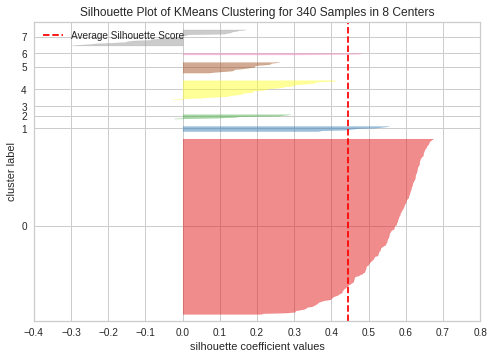 Silhouette Plot of KMeans Clustering for 340 Samples in 8 Centers
Average Silhouette Score
cluster label
7
6
5
4
3
2
1
0
-0.4 -0.3 -0.2 -0.1 0.0 0.1 0.2 0.3 0.4 0.5 0.6 0.7 0.8
silhouette coefficient values